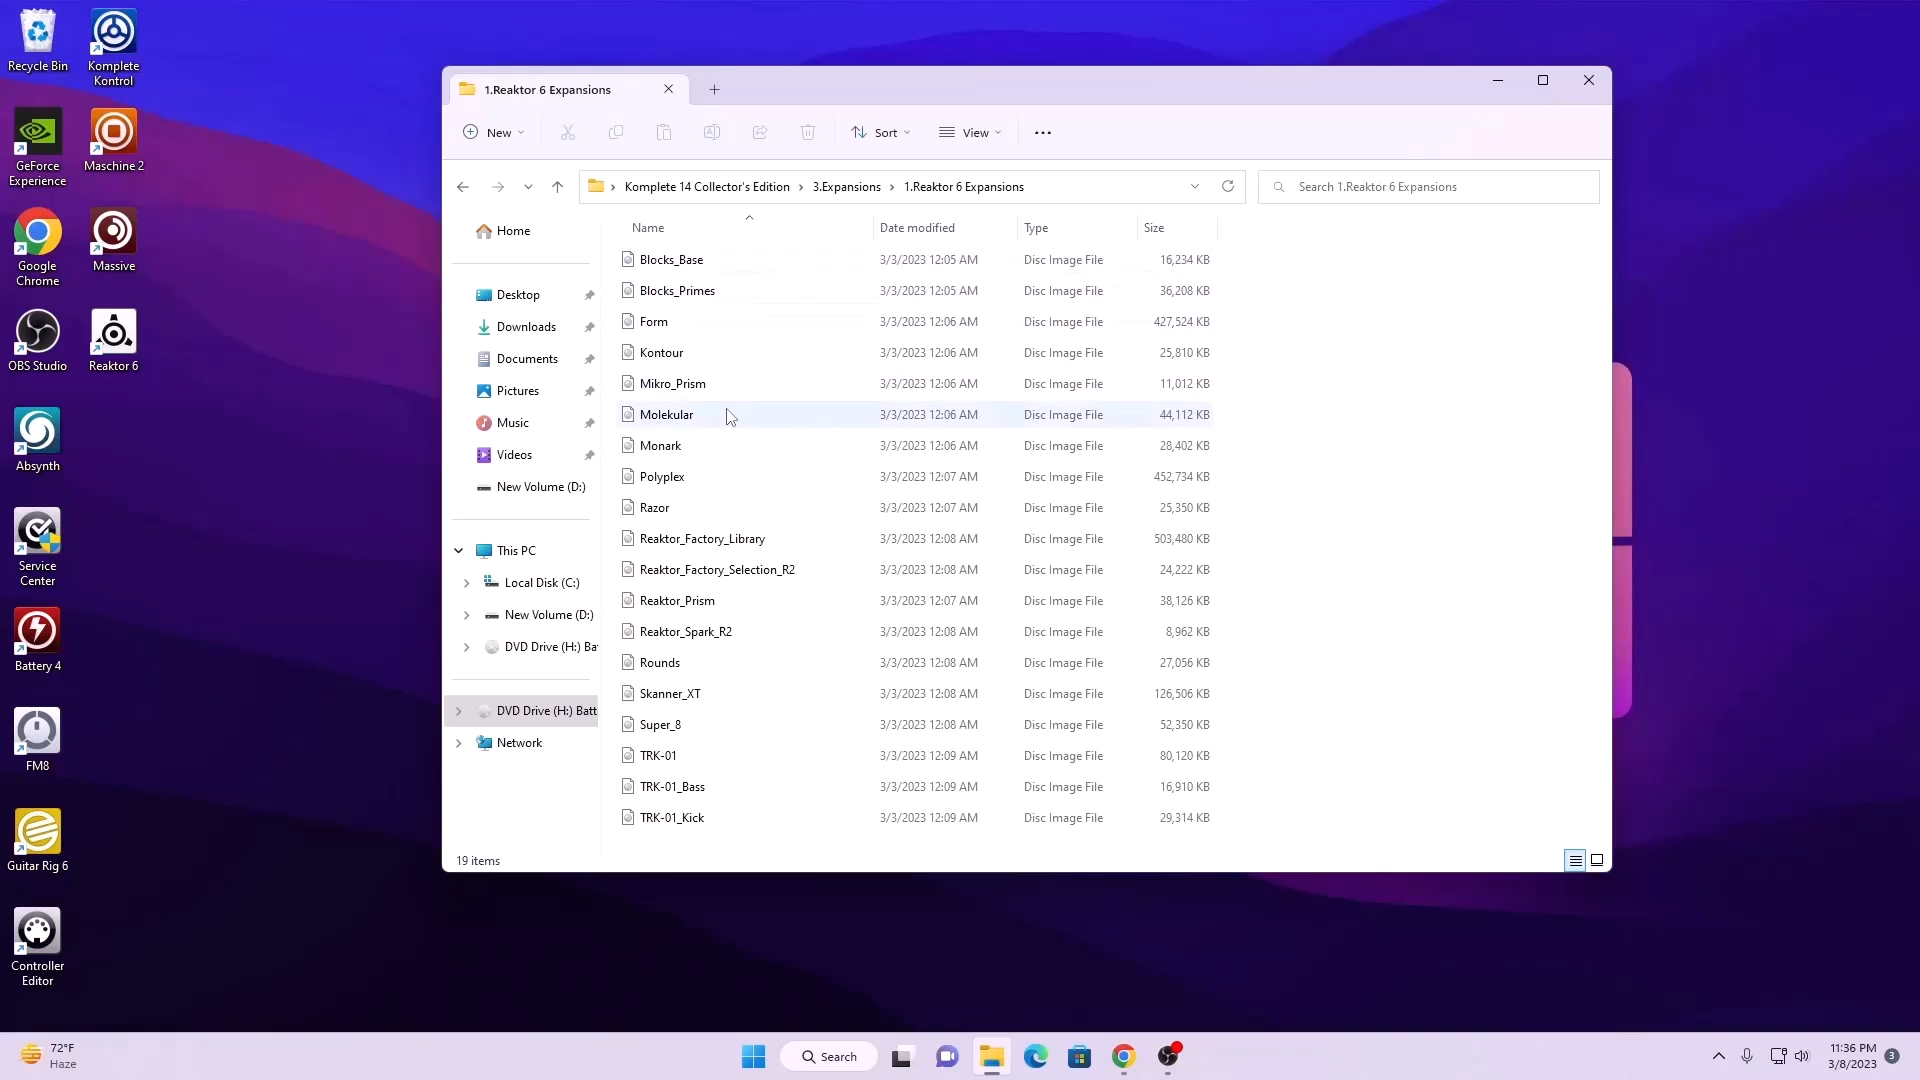 Recycle Bin
Komplete
Kontrol
GeForce
Experience
Maschine 2
Google
Chrome
Massive
OBS Studio
Reaktor 6
Absynth
Service
Center
Battery 4
FM8
Guitar Rig 6
Controller
Editor
1.Reaktor 6 Expansions
New
Sort
View
Komplete 14 Collector's Edition
3.Expansions
1.Reaktor 6 Expansions
Search 1.Reaktor 6 Expansions
Home
Desktop
Downloads
Documents
Pictures
Music
Videos
New Volume (D:)
This PC
Local Disk (C:)
New Volume (D:)
DVD Drive (H:) Ba
DVD Drive (H:) Batt
Network
Name Date modified Type Size
Blocks_Base 3/3/2023 12:05 AM Disc Image File 16,234 KB
Blocks_Primes 3/3/2023 12:05 AM Disc Image File 36,208 KB
Form 3/3/2023 12:06 AM Disc Image File 427,524 KB
Kontour 3/3/2023 12:06 AM Disc Image File 25,810 KB
Mikro_Prism 3/3/2023 12:06 AM Disc Image File 11,012 KB
Molekular 3/3/2023 12:06 AM Disc Image File 44,112 KB
Monark 3/3/2023 12:06 AM Disc Image File 28,402 KB
Polyplex 3/3/2023 12:07 AM Disc Image File 452,734 KB
Razor 3/3/2023 12:07 AM Disc Image File 25,350 KB
Reaktor_Factory_Library 3/3/2023 12:08 AM Disc Image File 503,480 KB
Reaktor_Factory_Selection_R2 3/3/2023 12:08 AM Disc Image File 24,222 KB
Reaktor_Prism 3/3/2023 12:07 AM Disc Image File 38,126 KB
Reaktor_Spark_R2 3/3/2023 12:08 AM Disc Image File 8,962 KB
Rounds 3/3/2023 12:08 AM Disc Image File 27,056 KB
Skanner_XT 3/3/2023 12:08 AM Disc Image File 126,506 KB
Super_8 3/3/2023 12:08 AM Disc Image File 52,350 KB
TRK-01 3/3/2023 12:09 AM Disc Image File 80,120 KB
TRK-01_Bass 3/3/2023 12:09 AM Disc Image File 16,910 KB
TRK-01_Kick 3/3/2023 12:09 AM Disc Image File 29,314 KB
19 items
72°F
Haze
Search
11:36 PM
3/8/2023
3